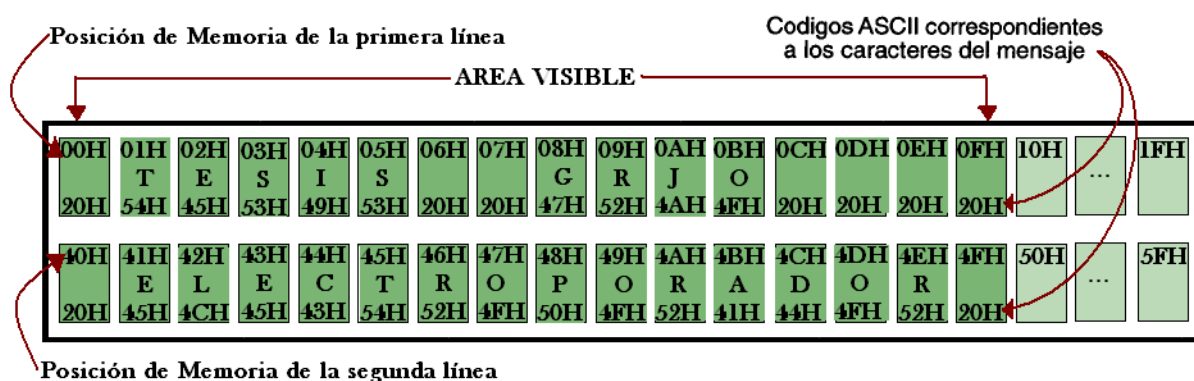 Posición de Memoria de la primera línea
Codigos ASCII correspondientes
a los caracteres del mensaje
AREA VISIBLE
00H 01H 02H 03H 04H 05H 06H 07H 08H 09H 0AH 0BH 0CH 0DH 0EH 0FH 10H ... 1FH
T E S I S G R J O
20H 54H 45H 53H 49H 53H 20H 20H 47H 52H 4AH 4FH 20H 20H 20H 20H
40H 41H 42H 43H 44H 45H 46H 47H 48H 49H 4AH 4BH 4CH 4DH 4EH 4FH 50H ... 5FH
E L E C T R O P O R A D O R
20H 45H 4CH 45H 43H 54H 52H 4FH 50H 4FH 52H 41H 44H 4FH 52H 20H
Posición de Memoria de la segunda línea